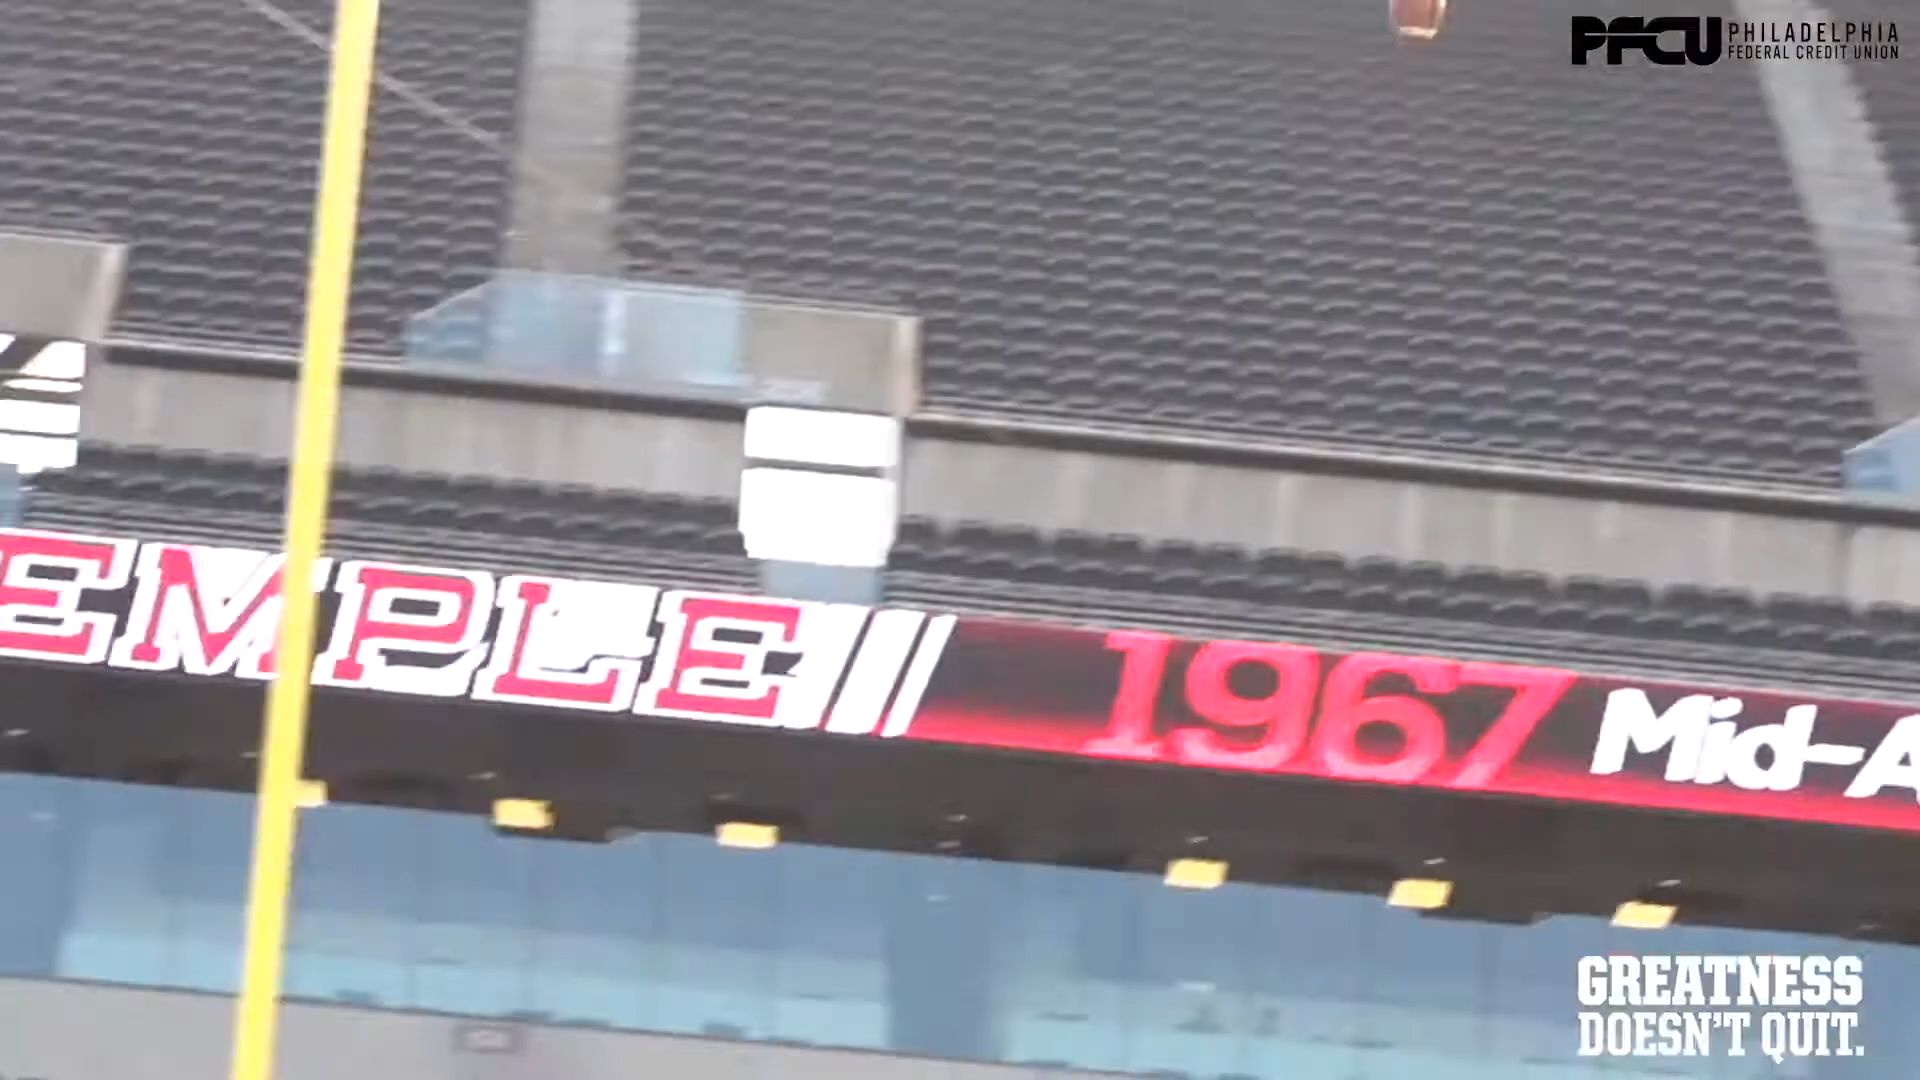 PFCU PHILADELPHIA
FEDERAL CREDIT UNION
EMPLE 1967 Mid-A
GREATNESS
DOESN'T QUIT.